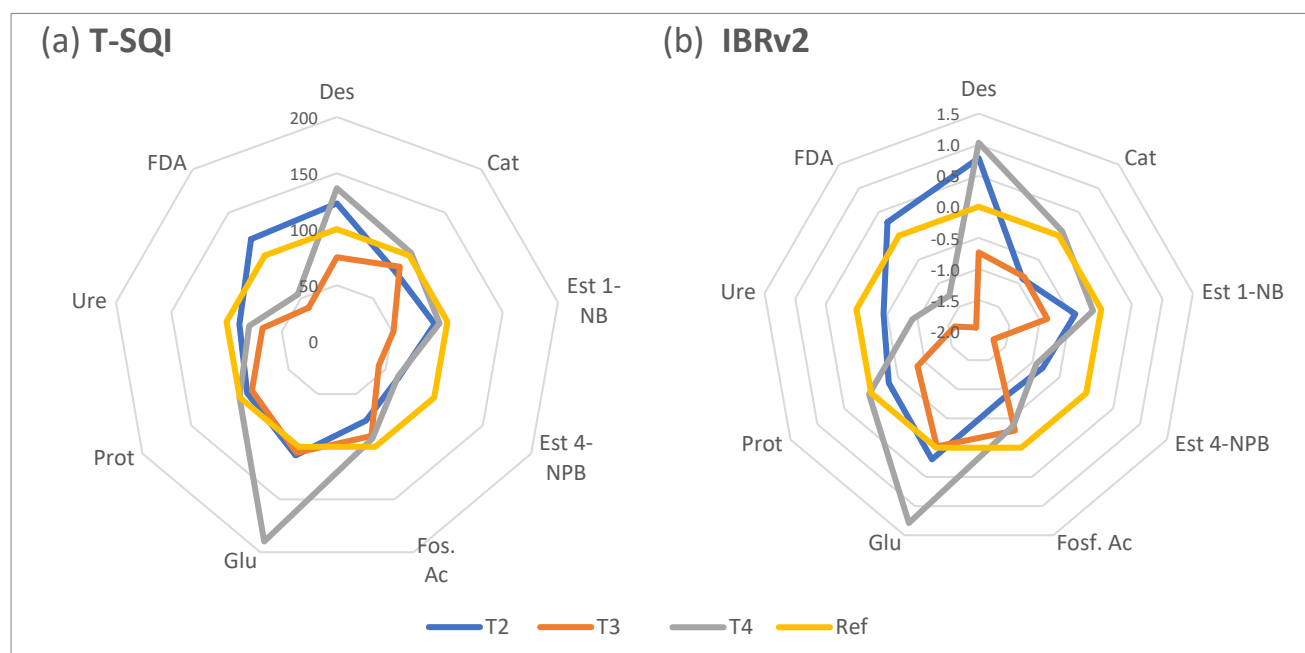 (a) T-SQI
Des
200
150
100
50
0
FDA
Cat
Ure
Est 1-
NB
Prot
Est 4-
NPB
Glu
Fos.
Ac
(b) IBRv2
Des
1.5
1.0
0.5
0.0
-0.5
-1.0
-1.5
-2.0
FDA
Cat
Ure
Est 1-NB
Prot
Est 4-NPB
Glu
Fosf. Ac
T2 T3 T4 Ref